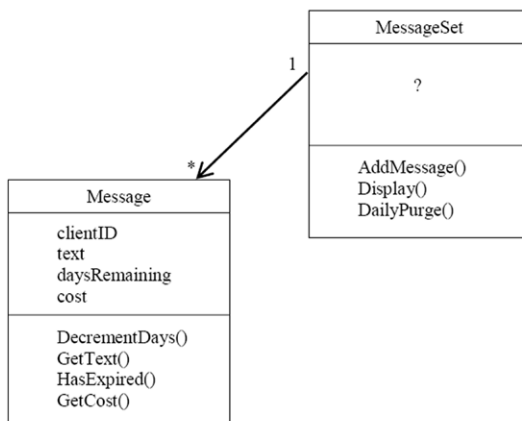 MessageSet
1
?
AddMessage()
Display()
DailyPurge()
*
Message
clientID
text
daysRemaining
cost
DecrementDays()
GetText()
HasExpired()
GetCost()